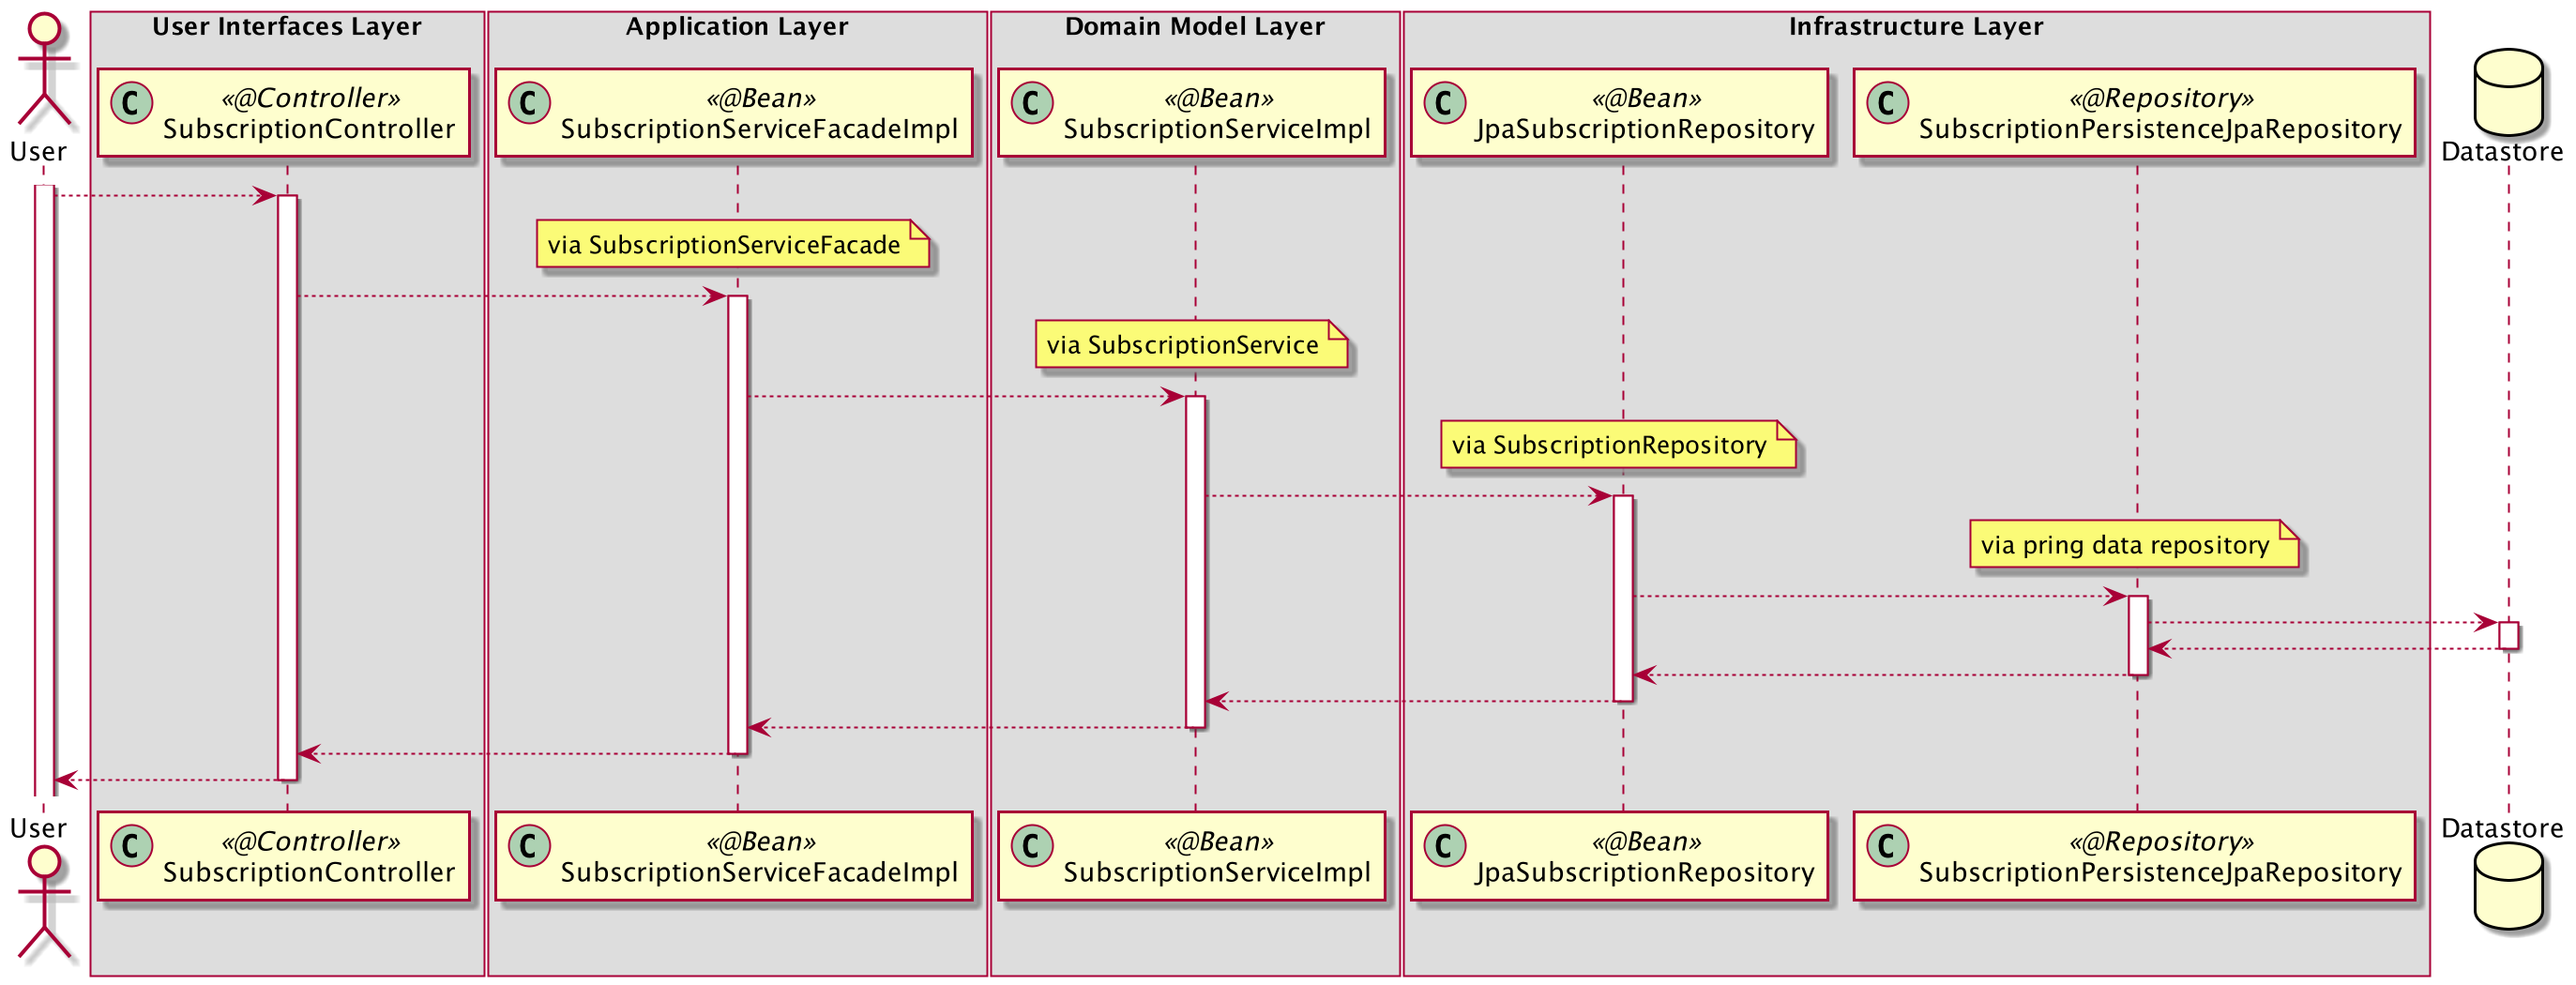 User Interfaces Layer
Application Layer
Domain Model Layer
Infrastructure Layer
User
C «@Controller»
SubscriptionController
C «@Bean»
SubscriptionServiceFacadeImpl
C «@Bean»
SubscriptionServiceImpl
C «@Bean»
JpaSubscriptionRepository
C «@Repository»
SubscriptionPersistenceJpaRepository
Datastore
via SubscriptionServiceFacade
via SubscriptionService
via SubscriptionRepository
via pring data repository
User
C «@Controller»
SubscriptionController
C «@Bean»
SubscriptionServiceFacadeImpl
C «@Bean»
SubscriptionServiceImpl
C «@Bean»
JpaSubscriptionRepository
C «@Repository»
SubscriptionPersistenceJpaRepository
Datastore